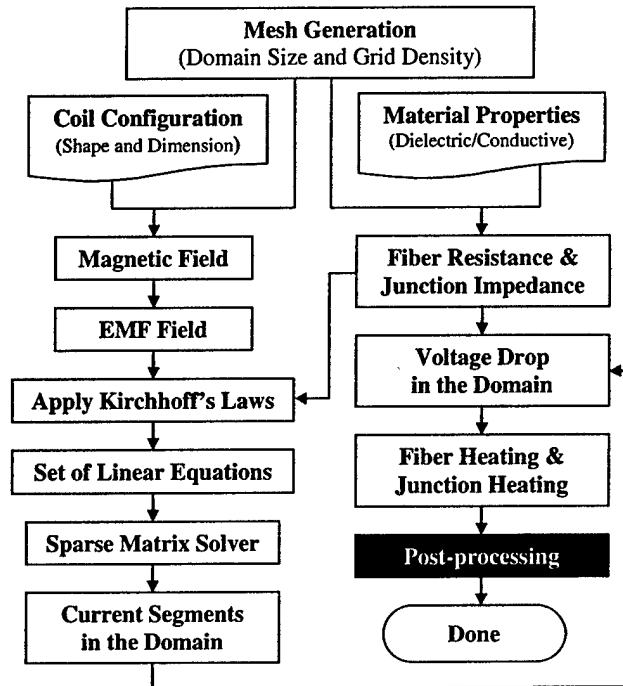 Mesh Generation
(Domain Size and Grid Density)
Coil Configuration
(Shape and Dimension)
Material Properties
(Dielectric/Conductive)
Magnetic Field
EMF Field
Apply Kirchhoff's Laws
Set of Linear Equations
Sparse Matrix Solver
Current Segments
in the Domain
Fiber Resistance &
Junction Impedance
Voltage Drop
in the Domain
Fiber Heating &
Junction Heating
Post-processing
Done